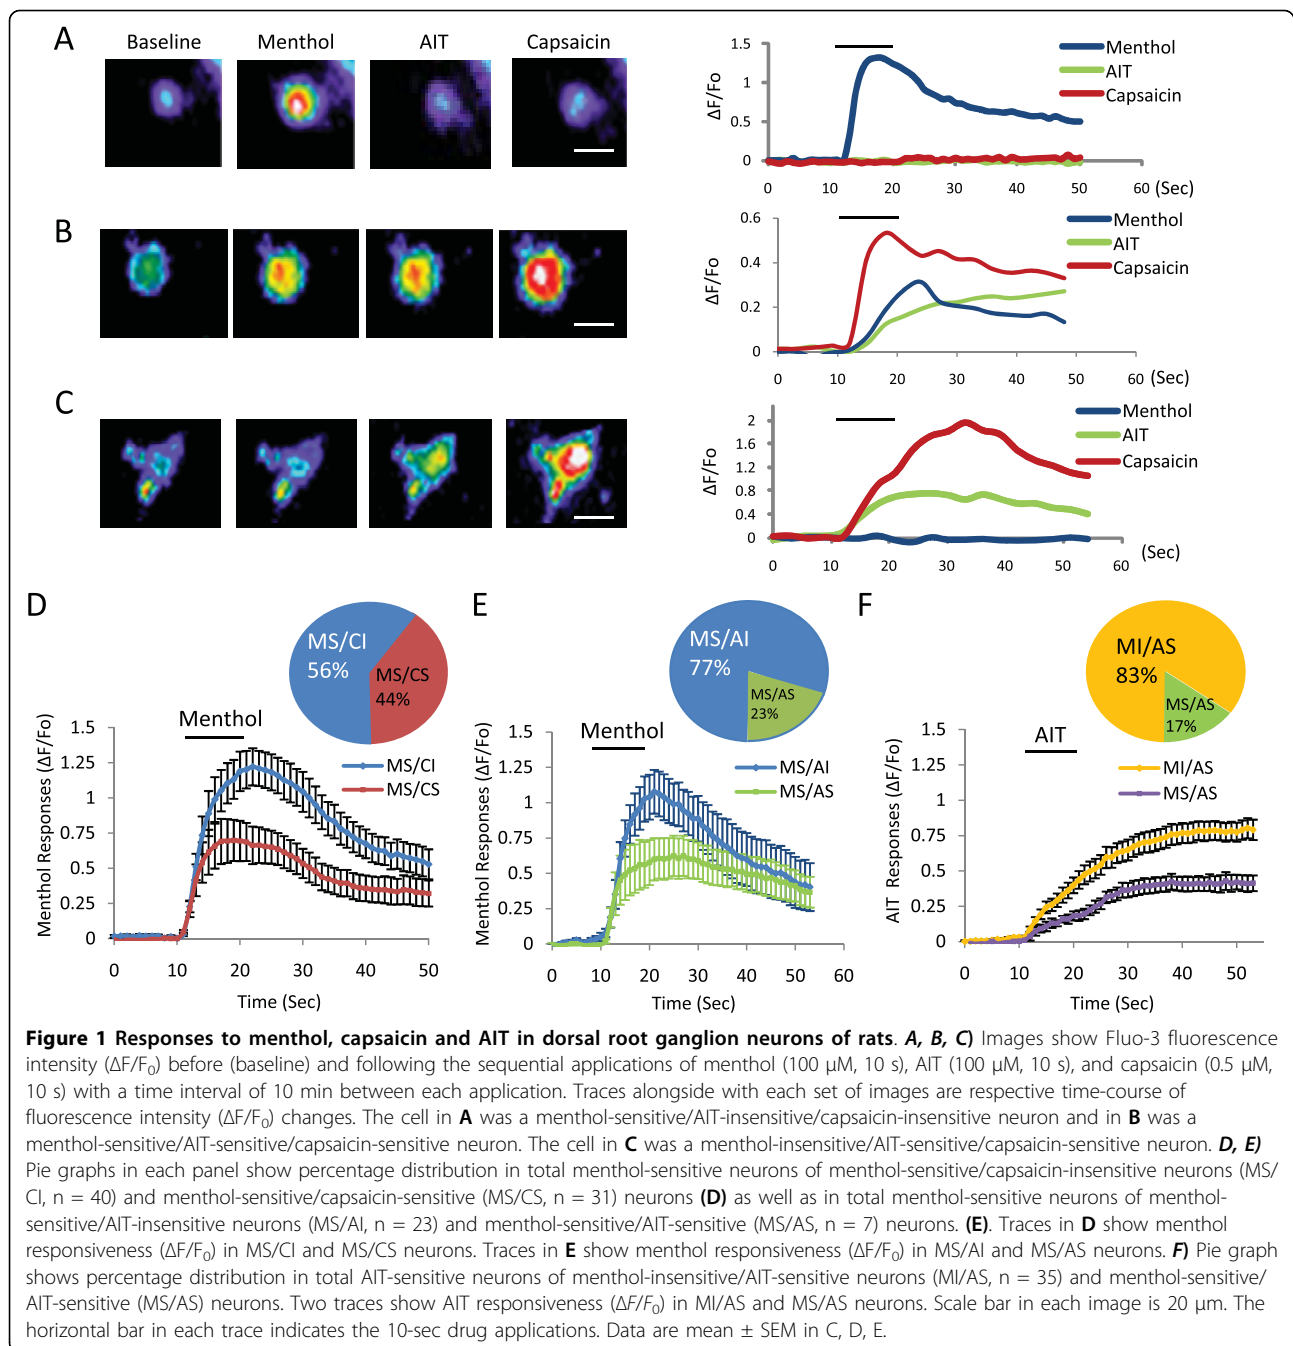 A
Baseline Menthol AIT Capsaicin
1.5
1
0.5
0
ΔF/Fo
0 10 20 30 40 50 60 (Sec)
Menthol
AIT
Capsaicin
B
0.6
0.4
0.2
0
ΔF/Fo
0 10 20 30 40 50 60 (Sec)
Menthol
AIT
Capsaicin
C
2
1.6
1.2
0.8
0.4
0
ΔF/Fo
0 10 20 30 40 50 60 (Sec)
Menthol
AIT
Capsaicin
D
MS/CI
56%
MS/CS
44%
Menthol
MS/CI
MS/CS
Menthol Responses (ΔF/Fo)
1.5
1.25
1
0.75
0.5
0.25
0
0 10 20 30 40 50
Time (Sec)
E
MS/AI
77%
MS/AS
23%
Menthol
MS/AI
MS/AS
Menthol Responses (ΔF/Fo)
1.5
1.25
1
0.75
0.5
0.25
0
0 10 20 30 40 50 60
Time (Sec)
F
MI/AS
83%
MS/AS
17%
AIT
MI/AS
MS/AS
AIT Responses (ΔF/Fo)
1.5
1.25
1
0.75
0.5
0.25
0
0 10 20 30 40 50
Time (Sec)
Figure 1 Responses to menthol, capsaicin and AIT in dorsal root ganglion neurons of rats. A, B, C) Images show Fluo-3 fluorescence
intensity (ΔF/F0) before (baseline) and following the sequential applications of menthol (100 μM, 10 s), AIT (100 μM, 10 s), and capsaicin (0.5 μM,
10 s) with a time interval of 10 min between each application. Traces alongside with each set of images are respective time-course of
fluorescence intensity (ΔF/F0) changes. The cell in A was a menthol-sensitive/AIT-insensitive/capsaicin-insensitive neuron and in B was a
menthol-sensitive/AIT-sensitive/capsaicin-sensitive neuron. The cell in C was a menthol-insensitive/AIT-sensitive/capsaicin-sensitive neuron. D, E)
Pie graphs in each panel show percentage distribution in total menthol-sensitive neurons of menthol-sensitive/capsaicin-insensitive neurons (MS/
CI, n = 40) and menthol-sensitive/capsaicin-sensitive (MS/CS, n = 31) neurons (D) as well as in total menthol-sensitive neurons of menthol-
sensitive/AIT-insensitive neurons (MS/AI, n = 23) and menthol-sensitive/AIT-sensitive (MS/AS, n = 7) neurons. (E). Traces in D show menthol
responsiveness (ΔF/F0) in MS/CI and MS/CS neurons. Traces in E show menthol responsiveness (ΔF/F0) in MS/AI and MS/AS neurons. F) Pie graph
shows percentage distribution in total AIT-sensitive neurons of menthol-insensitive/AIT-sensitive neurons (MI/AS, n = 35) and menthol-sensitive/
AIT-sensitive (MS/AS) neurons. Two traces show AIT responsiveness (ΔF/F0) in MI/AS and MS/AS neurons. Scale bar in each image is 20 μm. The
horizontal bar in each trace indicates the 10-sec drug applications. Data are mean ± SEM in C, D, E.